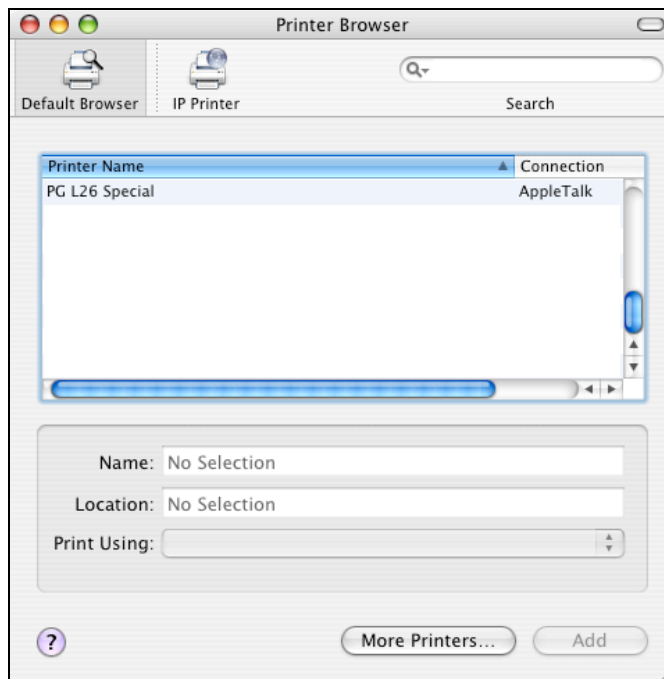 Printer Browser
Default Browser
IP Printer
Search
Printer Name Connection
PG L26 Special AppleTalk
Name: No Selection
Location: No Selection
Print Using:
? More Printers... Add